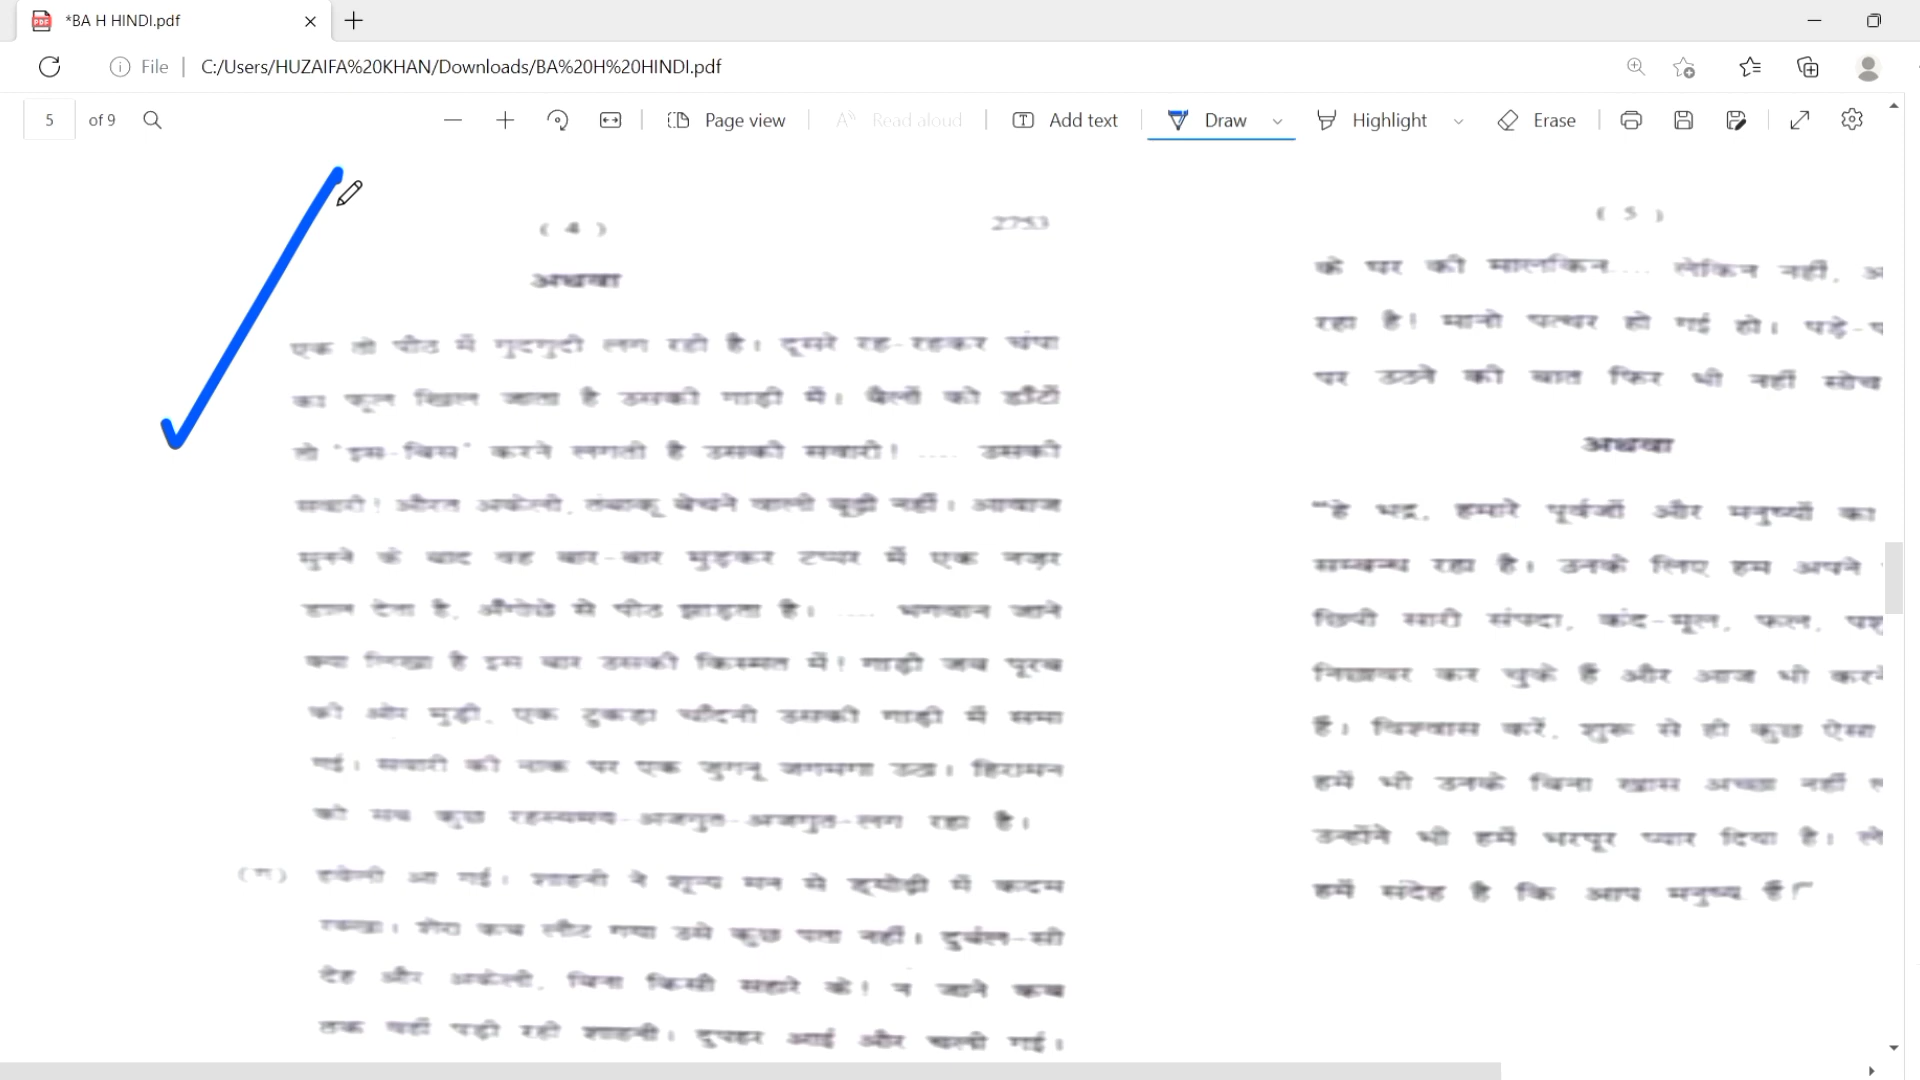 *BA H HINDI.pdf
File
C:/Users/HUZAIFA%20KHAN/Downloads/BA%20H%20HINDI.pdf
5 of 9
Page view
Read aloud
Add text
Draw
Highlight
Erase
( 4 )
2753
अथवा
एक तो पीठ में गुदगुदी लग रही है। दूसरे रह-रहकर चंपा
का फूल खिल जाता है उसकी गाड़ी में। बैलों को डाँटो
तो 'इस-बिस' करने लगती है उसकी सवारी! .... उसकी
सवारी! औरत अकेली, तंबाकू बेचने वाली बूढ़ी नहीं। आवाज
सुनने के बाद वह बार-बार मुड़कर टप्पर में एक नज़र
डाल देता है, अँगोछे से पीठ झाड़ता है। .... भगवान जाने
क्या लिखा है इस बार उसकी किस्मत में! गाड़ी जब पूरब
की ओर मुड़ी, एक टुकड़ा चाँदनी उसकी गाड़ी में समा
गई। सवारी की नाक पर एक जुगनू जगमगा उठा। हिरामन
को सब कुछ रहस्यमय-अजगुत-अजगुत-लग रहा है।
(ग) हवेली आ गई। शाहनी ने शून्य मन से ड्योढ़ी में कदम
रक्खा। शेरा कब लौट गया उसे कुछ पता नहीं। दुर्बल-सी
देह और अकेली, बिना किसी सहारे के! न जाने कब
तक वहीं पड़ी रही शाहनी। दुपहर आई और चली गई।
( 5 )
के घर की मालकिन.... लेकिन नहीं,
रहा है! मानो पत्थर हो गई हो। पड़े-
पर उठने की बात फिर भी नहीं सोच
अथवा
"हे भद्र, हमारे पूर्वजों और मनुष्यों का
सम्बन्ध रहा है। उनके लिए हम अपने
छिपी सारी संपदा, कंद-मूल, फल,
निछावर कर चुके हैं और आज भी
हैं। विश्वास करें, शुरू से ही कुछ ऐसा
हमें भी उनके बिना खास अच्छा नहीं
उन्होंने भी हमें भरपूर प्यार दिया है।
हमें संदेह है कि आप मनुष्य हैं!"